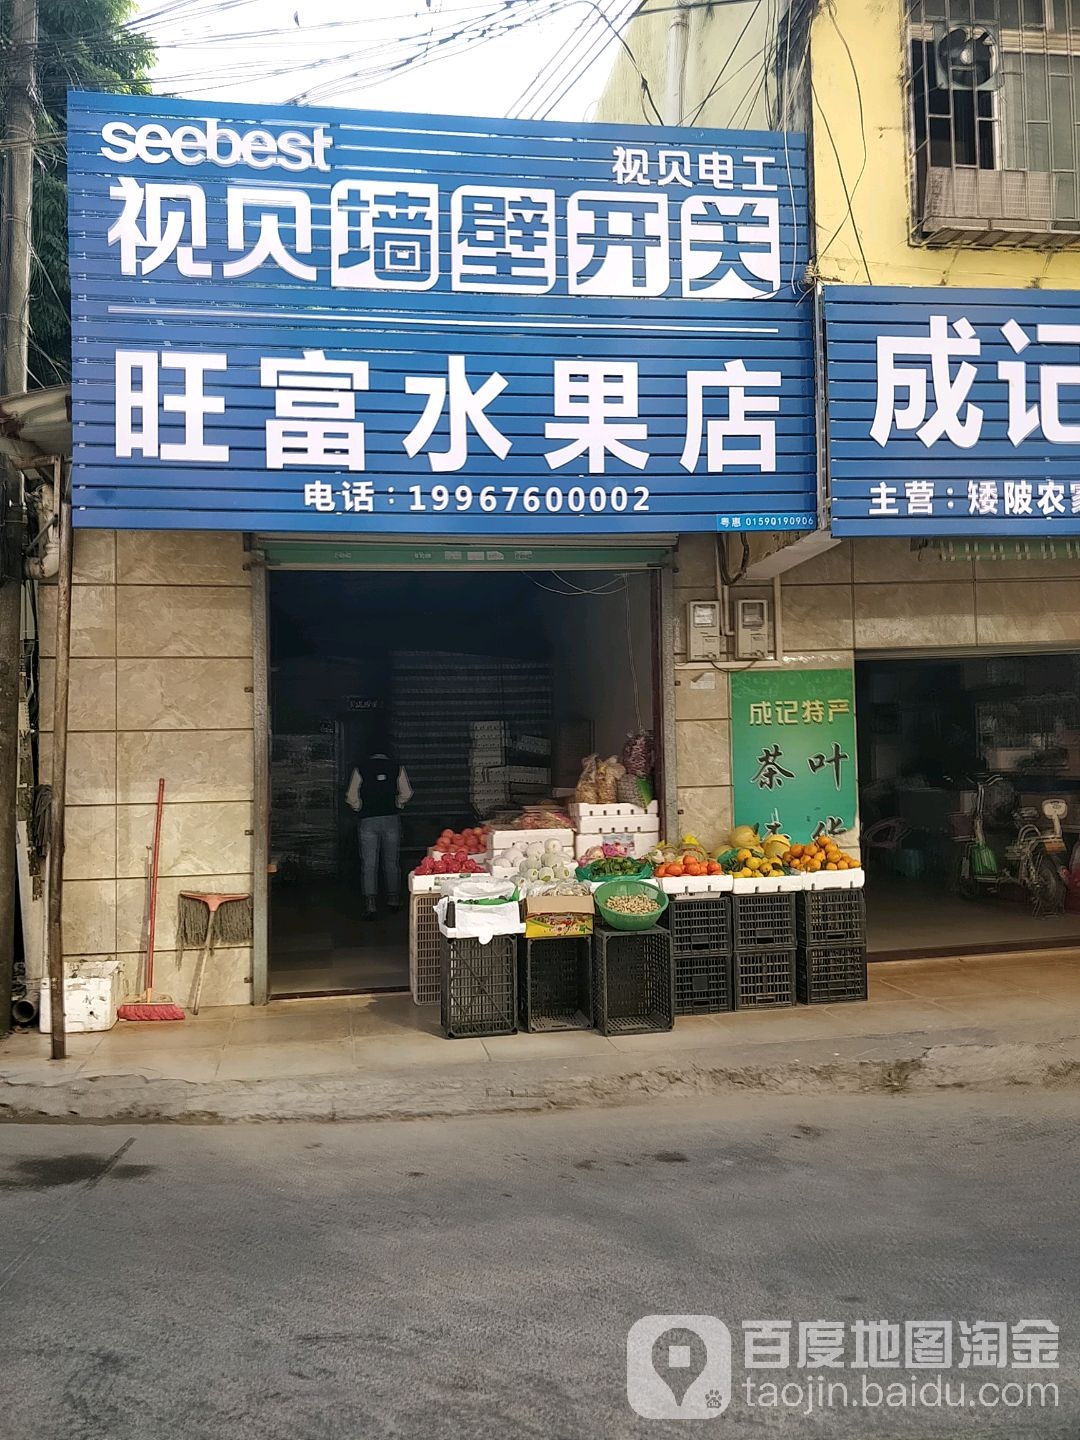 seebest
视贝电工
视贝墙壁开关
旺富水果店
电话：19967600002
粤惠 01590190906
成记
主营：矮陂农家
成记特产
茶叶
百度地图淘金
taojin.baidu.com